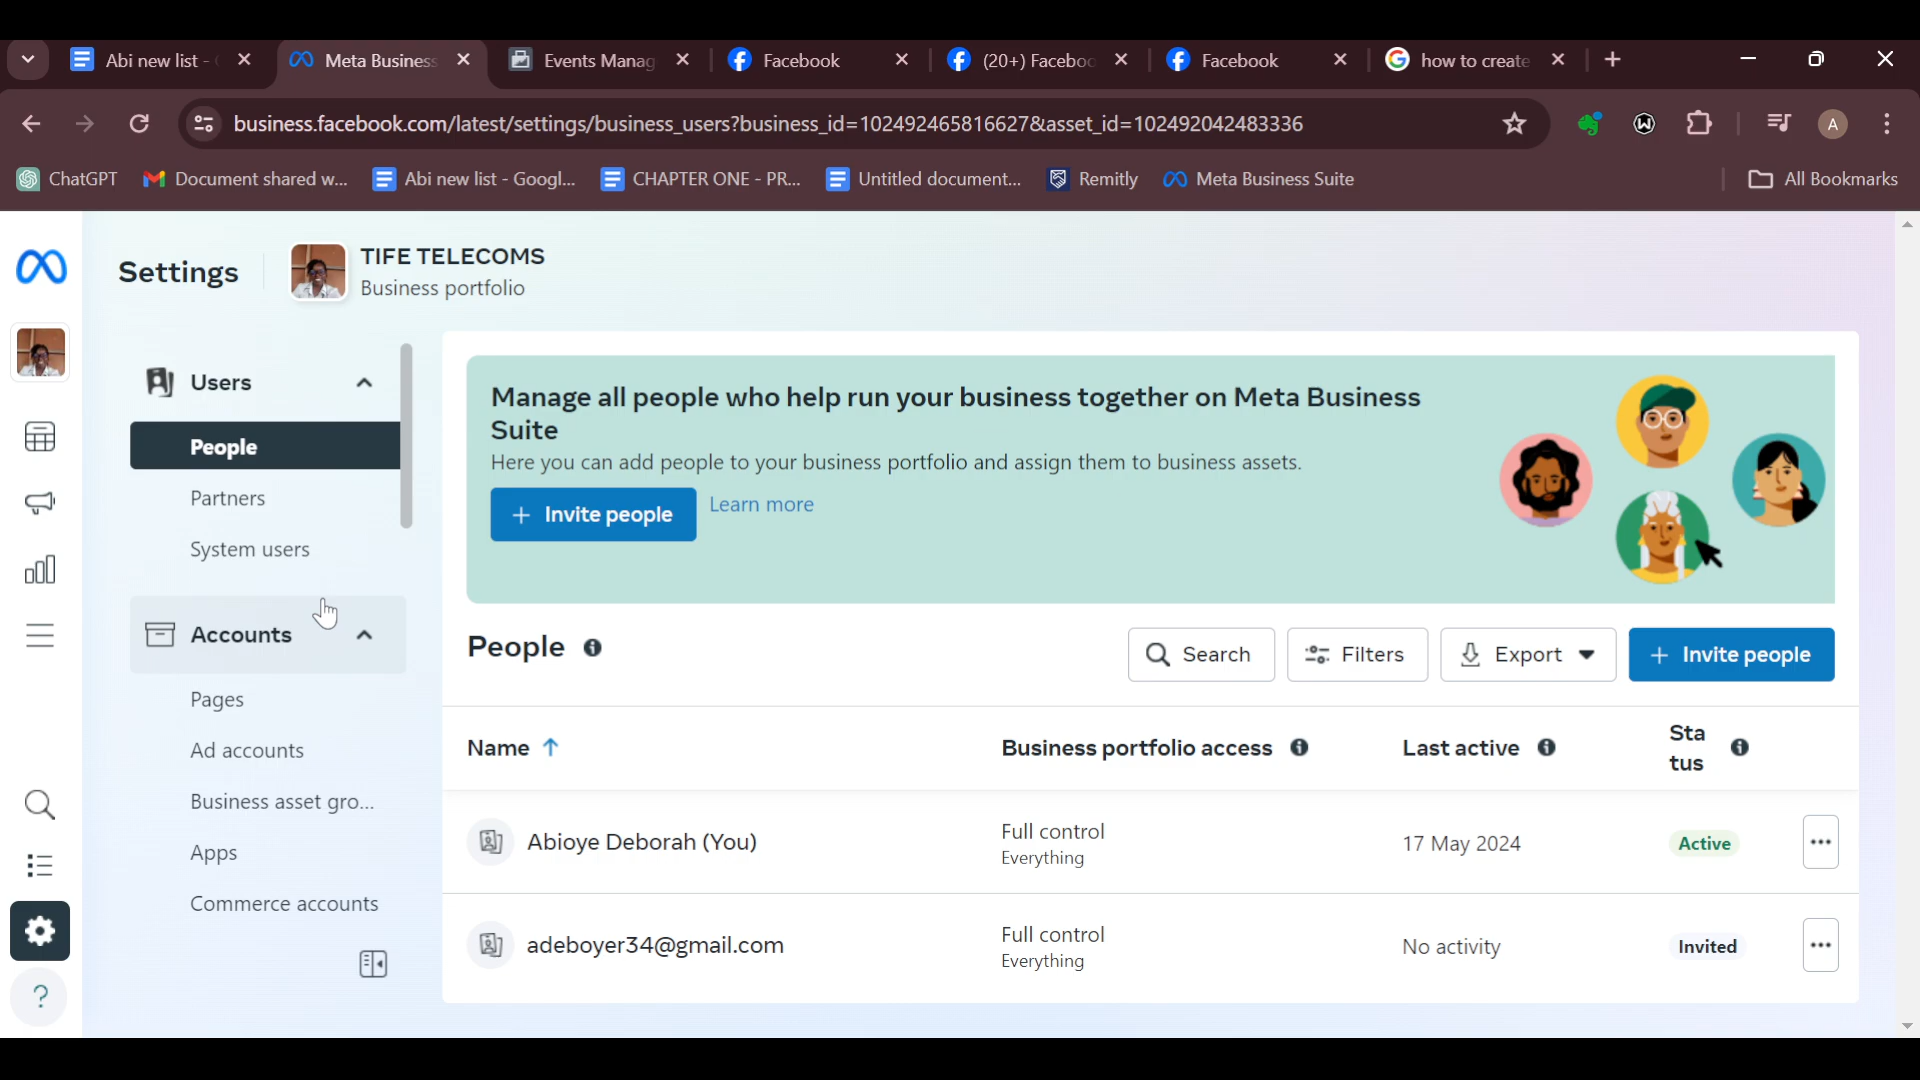 Abi new list -
Meta Business
Events Manag
Facebook
(20+) Faceboo
Facebook
how to create
business.facebook.com/latest/settings/business_users?business_id=102492465816627&asset_id=102492042483336
A
ChatGPT
Document shared w...
Abi new list - Googl...
CHAPTER ONE - PR...
Untitled document...
Remitly
Meta Business Suite
All Bookmarks
Settings
TIFE TELECOMS
Business portfolio
Users
People
Partners
System users
Accounts
Pages
Ad accounts
Business asset gro...
Apps
Commerce accounts
Manage all people who help run your business together on Meta Business
Suite
Here you can add people to your business portfolio and assign them to business assets.
+ Invite people
Learn more
People
Search
Filters
Export
+ Invite people
Name
Business portfolio access
Last active
Sta
tus
Abioye Deborah (You)
Full control
Everything
17 May 2024
Active
adeboyer34@gmail.com
Full control
Everything
No activity
Invited